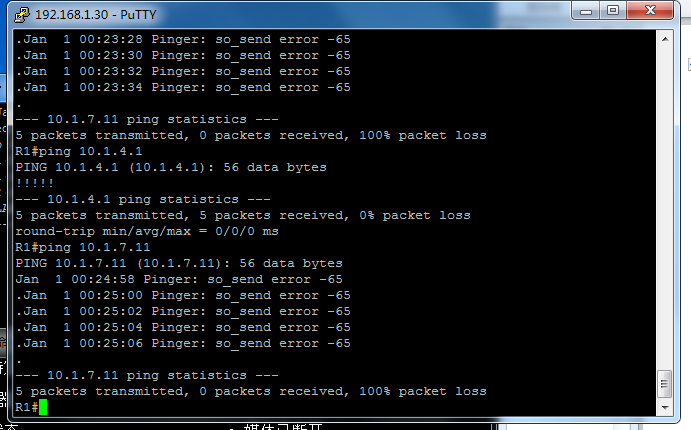 192.168.1.30 - PuTTY
.Jan  1 00:23:28 Pinger: so_send error -65
.Jan  1 00:23:30 Pinger: so_send error -65
.Jan  1 00:23:32 Pinger: so_send error -65
.Jan  1 00:23:34 Pinger: so_send error -65
.
--- 10.1.7.11 ping statistics ---
5 packets transmitted, 0 packets received, 100% packet loss
R1#ping 10.1.4.1
PING 10.1.4.1 (10.1.4.1): 56 data bytes
!!!!!
--- 10.1.4.1 ping statistics ---
5 packets transmitted, 5 packets received, 0% packet loss
round-trip min/avg/max = 0/0/0 ms
R1#ping 10.1.7.11
PING 10.1.7.11 (10.1.7.11): 56 data bytes
Jan  1 00:24:58 Pinger: so_send error -65
.Jan  1 00:25:00 Pinger: so_send error -65
.Jan  1 00:25:02 Pinger: so_send error -65
.Jan  1 00:25:04 Pinger: so_send error -65
.Jan  1 00:25:06 Pinger: so_send error -65
.
--- 10.1.7.11 ping statistics ---
5 packets transmitted, 0 packets received, 100% packet loss
R1#